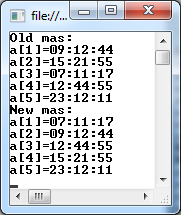 file://...
Old mas:
a[1]=09:12:44
a[2]=15:21:55
a[3]=07:11:17
a[4]=12:44:55
a[5]=23:12:11
New mas:
a[1]=07:11:17
a[2]=09:12:44
a[3]=12:44:55
a[4]=15:21:55
a[5]=23:12:11